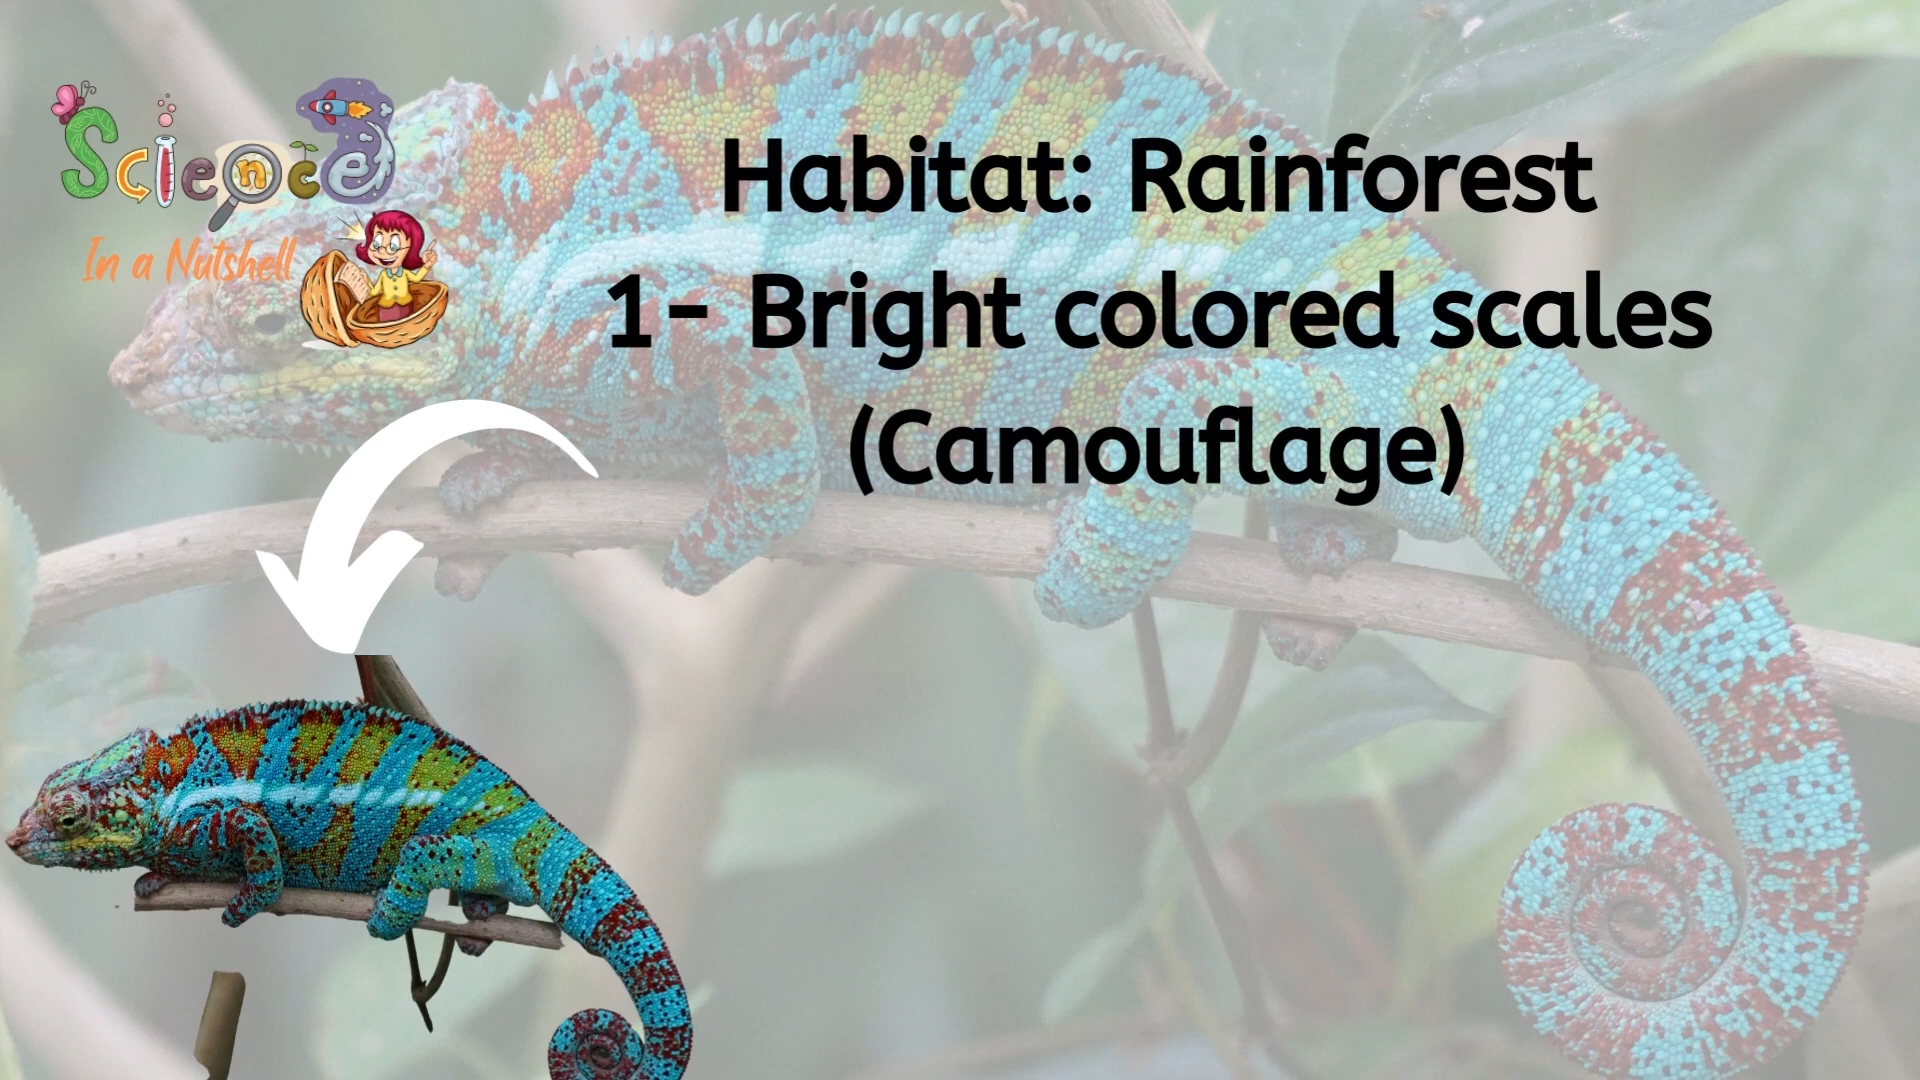 Science
In a Nutshell
Habitat: Rainforest
1- Bright colored scales
(Camouflage)